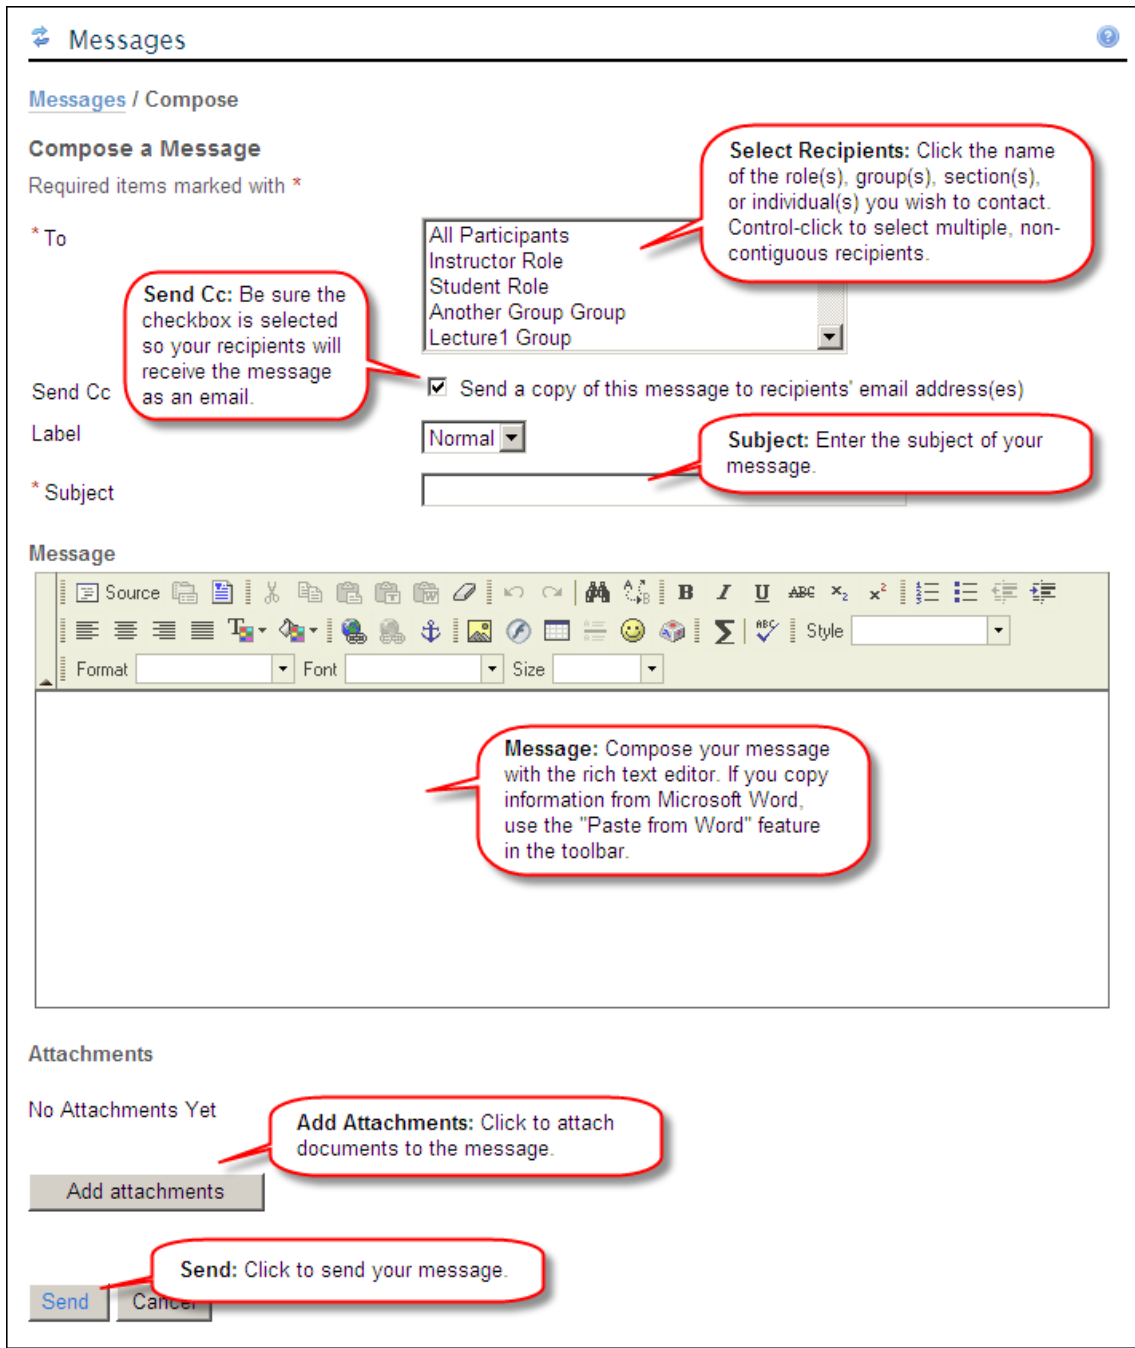 Messages
Messages / Compose
Compose a Message
Required items marked with *
Select Recipients: Click the name
of the role(s), group(s), section(s),
or individual(s) you wish to contact.
Control-click to select multiple, non-
contiguous recipients.
* To
All Participants
Instructor Role
Student Role
Another Group Group
Lecture1 Group
Send Cc: Be sure the
checkbox is selected
so your recipients will
receive the message
as an email.
Send Cc
Send a copy of this message to recipients' email address(es)
Label
Normal
Subject: Enter the subject of your
message.
* Subject
Message
Source
B I U ABC x₂ x²
ABC
Style
Format
Font
Size
Message: Compose your message
with the rich text editor. If you copy
information from Microsoft Word,
use the "Paste from Word" feature
in the toolbar.
Attachments
No Attachments Yet
Add Attachments: Click to attach
documents to the message.
Add attachments
Send: Click to send your message.
Send
Cancel